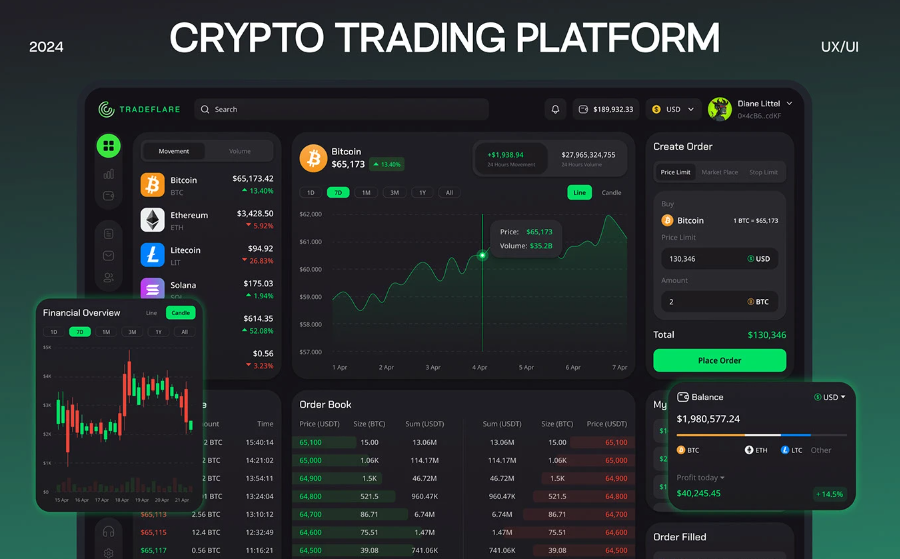 2024
CRYPTO TRADING PLATFORM
UX/UI
TRADEFLARE
Search
$189,932.33
USD
Diane Littel
0×4cB6..cdKF
Movement
Volume
Bitcoin
BTC
$65,173.42
13.40%
Ethereum
ETH
$3,428.50
5.92%
Litecoin
LIT
$94.92
26.83%
Solana
SOL
$175.03
1.94%
$614.35
52.08%
$0.56
3.23%
Bitcoin
$65,173
13.40%
+$1,938.94
24 Hours Movement
$27,965,324,755
24 Hours Volume
1D 7D 1M 3M 1Y All
Line Candle
$62.000
$61.000
$60.000
$59.000
$58.000
$57.000
Price: $65,173
Volume: $35.2B
1 Apr 2 Apr 3 Apr 4 Apr 5 Apr 6 Apr 7 Apr
Create Order
Price Limit Market Place Stop Limit
Buy
Bitcoin 1 BTC = $65,173
Price Limit
130,346 USD
Amount
2 BTC
Total $130,346
Place Order
Financial Overview
Line Candle
1D 7D 1M 3M 1Y All
$5K
$4K
$3K
$2K
$1K
$0
15 Apr 16 Apr 17 Apr 18 Apr 19 Apr 20 Apr 21 Apr
Time
BTC 15:40:14
BTC 14:21:02
BTC 13:54:11
BTC 13:24:04
$65,113 2.56 BTC 13:10:12
$65,115 12.4 BTC 12:32:49
$65,117 0.56 BTC 11:16:21
Order Book
Price (USDT) Size (BTC) Sum (USDT) Sum (USDT) Size (BTC) Price (USDT)
65,100 15.00 13.06M 13.06M 15.00 65,100
65,000 1.06K 114.17M 114.17M 1.06K 65,000
64,900 1.5K 46.72M 46.72M 1.5K 64,900
64,800 521.5 960.47K 960.47K 521.5 64,800
64,700 86.71 6.74M 6.74M 86.71 64,700
64,600 75.51 1.47M 1.47M 75.51 64,600
64,500 39.08 741.06K 741.06K 39.08 64,500
My
Balance
USD
$1,980,577.24
BTC ETH LTC Other
Profit today
$40,245.45
+14.5%
Order Filled